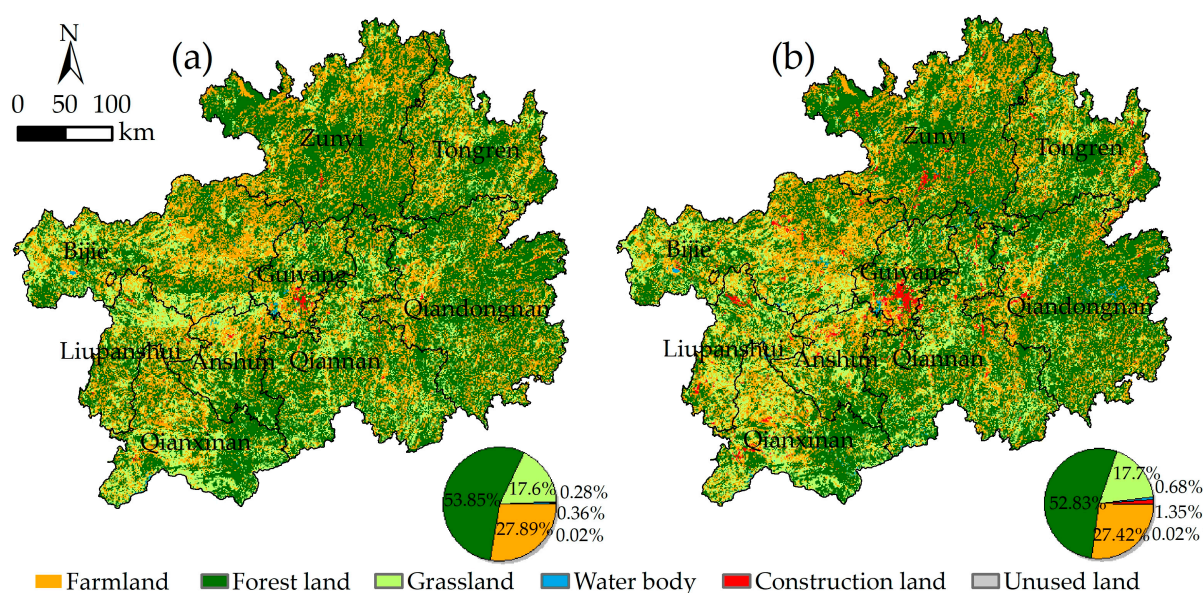 N
0 50 100
km
(a)
Zunyi
Tongren
Bijie
Guiyang
Qiandongnan
Liupanshui
Anshun
Qiannan
Qianxinan
53.85%
17.6%
0.28%
0.36%
0.02%
27.89%
(b)
Zunyi
Tongren
Bijie
Guiyang
Qiandongnan
Liupanshui
Anshun
Qiannan
Qianxinan
52.83%
17.7%
0.68%
1.35%
0.02%
27.42%
Farmland Forest land Grassland Water body Construction land Unused land